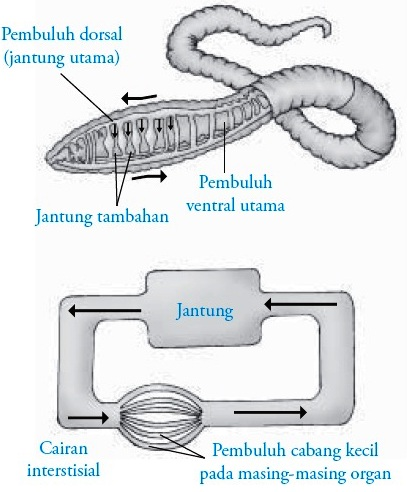 Pembuluh dorsal
(jantung utama)
Pembuluh
ventral utama
Jantung tambahan
Jantung
Cairan
interstisial
Pembuluh cabang kecil
pada masing-masing organ